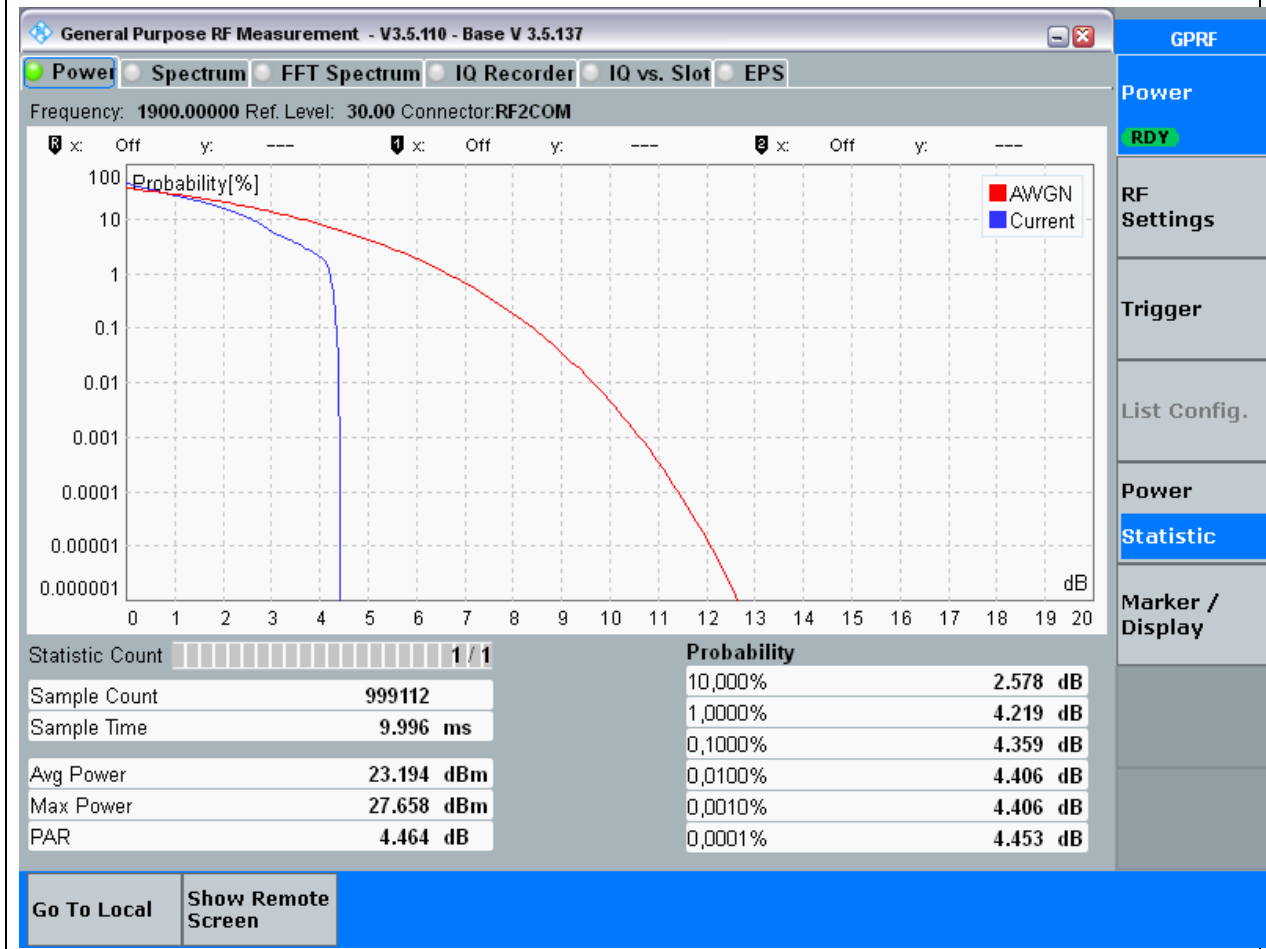 General Purpose RF Measurement - V3.5.110 - Base V 3.5.137
Power Spectrum FFT Spectrum IQ Recorder IQ vs. Slot EPS
Frequency: 1900.00000 Ref. Level: 30.00 Connector:RF2COM
R x: Off y: --- 1 x: Off y: --- 2 x: Off y: ---
Probability[%]
AWGN
Current
100
10
1
0.1
0.01
0.001
0.0001
0.00001
0.000001
dB
0 1 2 3 4 5 6 7 8 9 10 11 12 13 14 15 16 17 18 19 20
Statistic Count 1 / 1
Sample Count 999112
Sample Time 9.996 ms
Avg Power 23.194 dBm
Max Power 27.658 dBm
PAR 4.464 dB
Probability
10,000% 2.578 dB
1,0000% 4.219 dB
0,1000% 4.359 dB
0,0100% 4.406 dB
0,0010% 4.406 dB
0,0001% 4.453 dB
GPRF
Power
RDY
RF
Settings
Trigger
List Config.
Power
Statistic
Marker /
Display
Go To Local
Show Remote
Screen